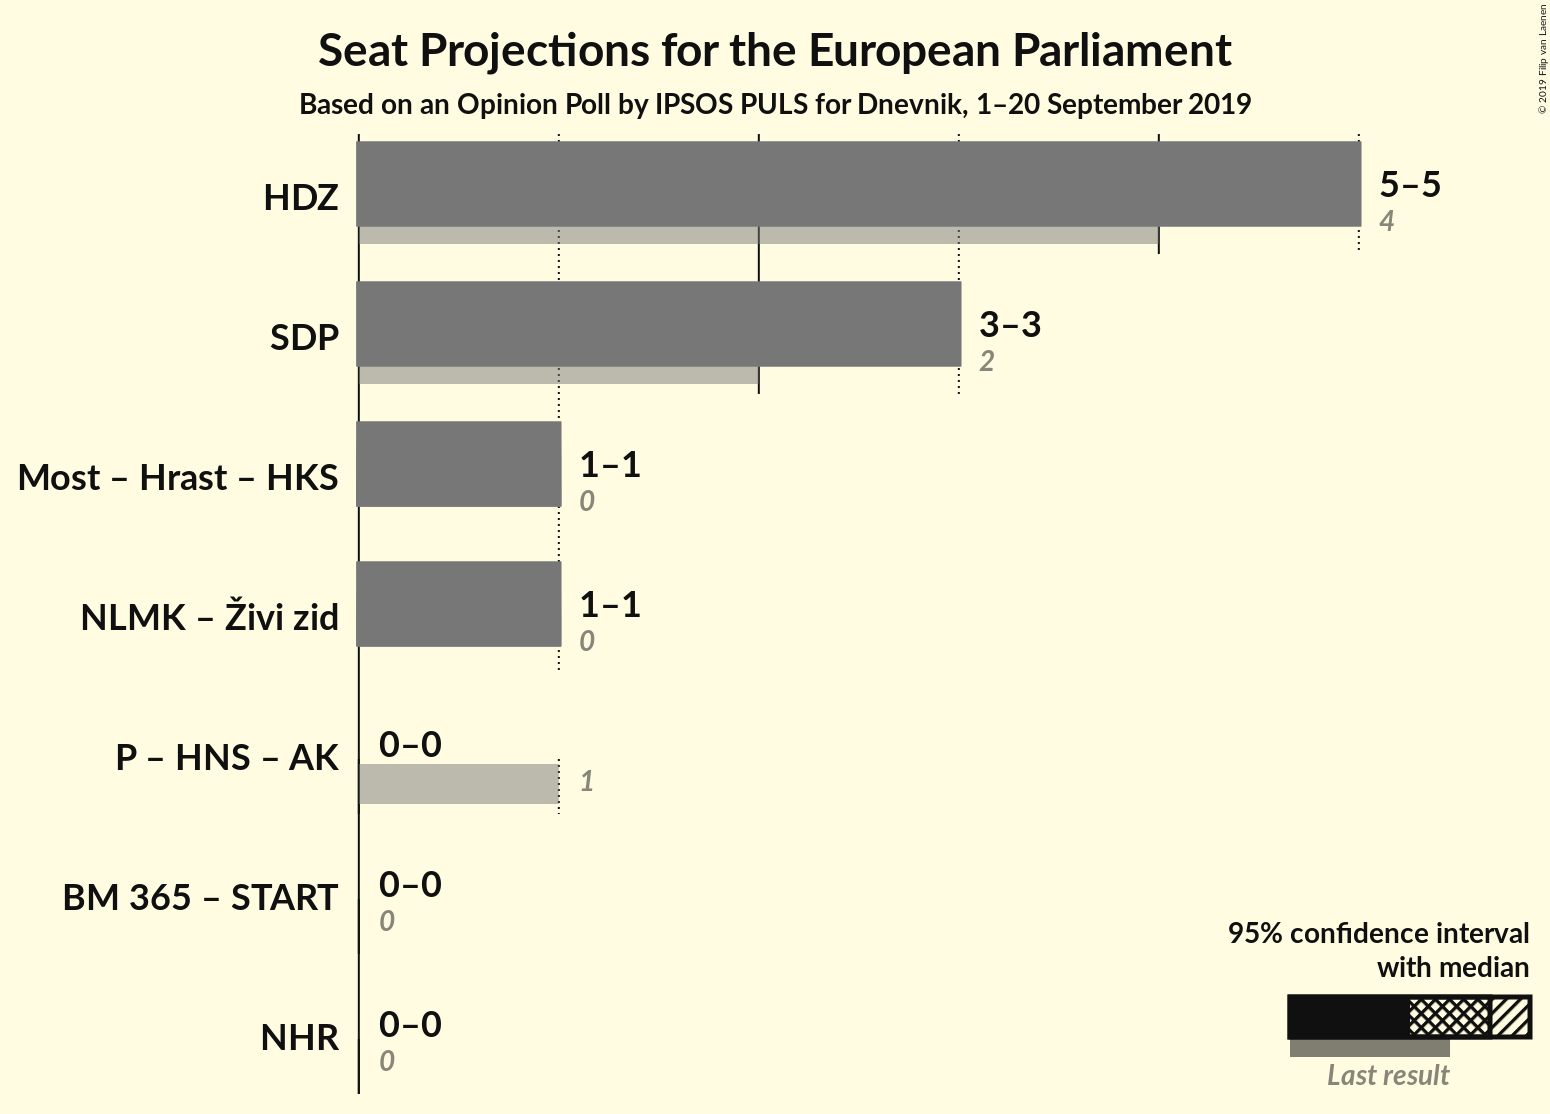 Seat Projections for the European Parliament
Based on an Opinion Poll by IPSOS PULS for Dnevnik, 1–20 September 2019
© 2019 Filip van Laenen
HDZ
5–5
4
SDP
3–3
2
Most – Hrast – HKS
1–1
0
NLMK – Živi zid
1–1
0
P – HNS – AK
0–0
1
BM 365 – START
0–0
0
NHR
0–0
0
95% confidence interval
with median
Last result